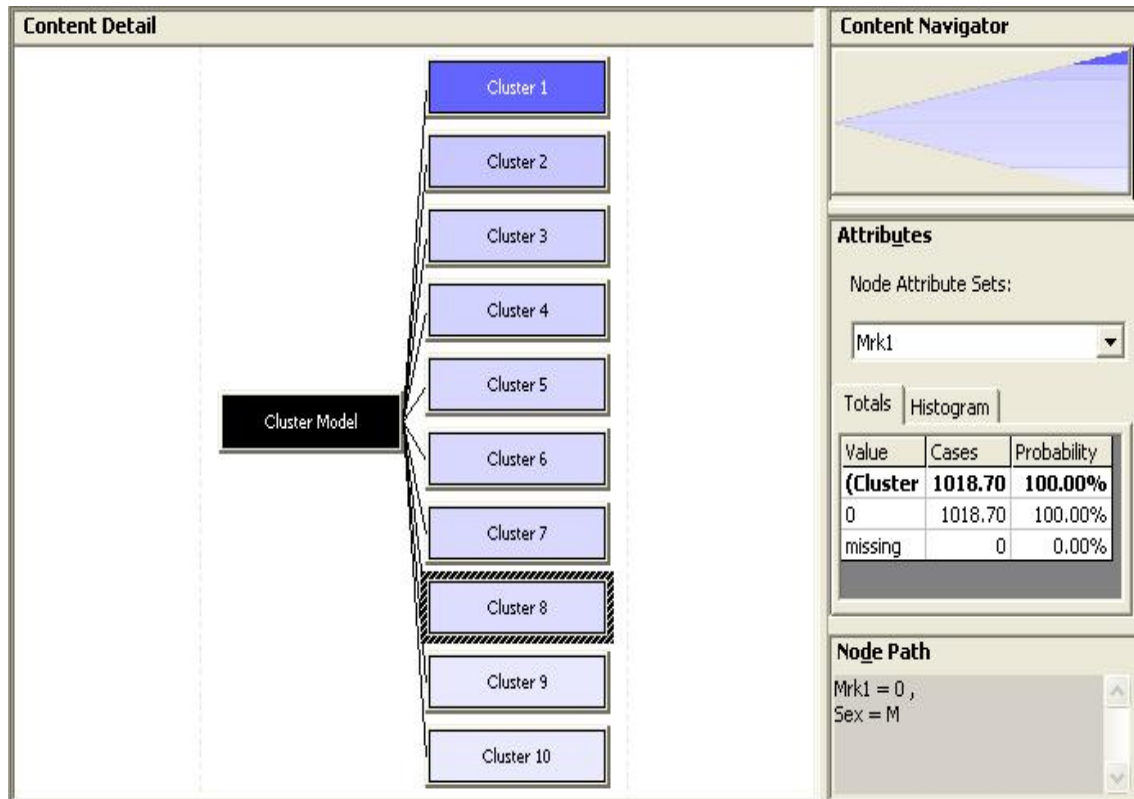 Content Detail
Cluster Model
Cluster 1
Cluster 2
Cluster 3
Cluster 4
Cluster 5
Cluster 6
Cluster 7
Cluster 8
Cluster 9
Cluster 10
Content Navigator
Attributes
Node Attribute Sets:
Mrk1
Totals Histogram
Value Cases Probability
(Cluster 1018.70 100.00%
0 1018.70 100.00%
missing 0 0.00%
Node Path
Mrk1 = 0 ,
Sex = M